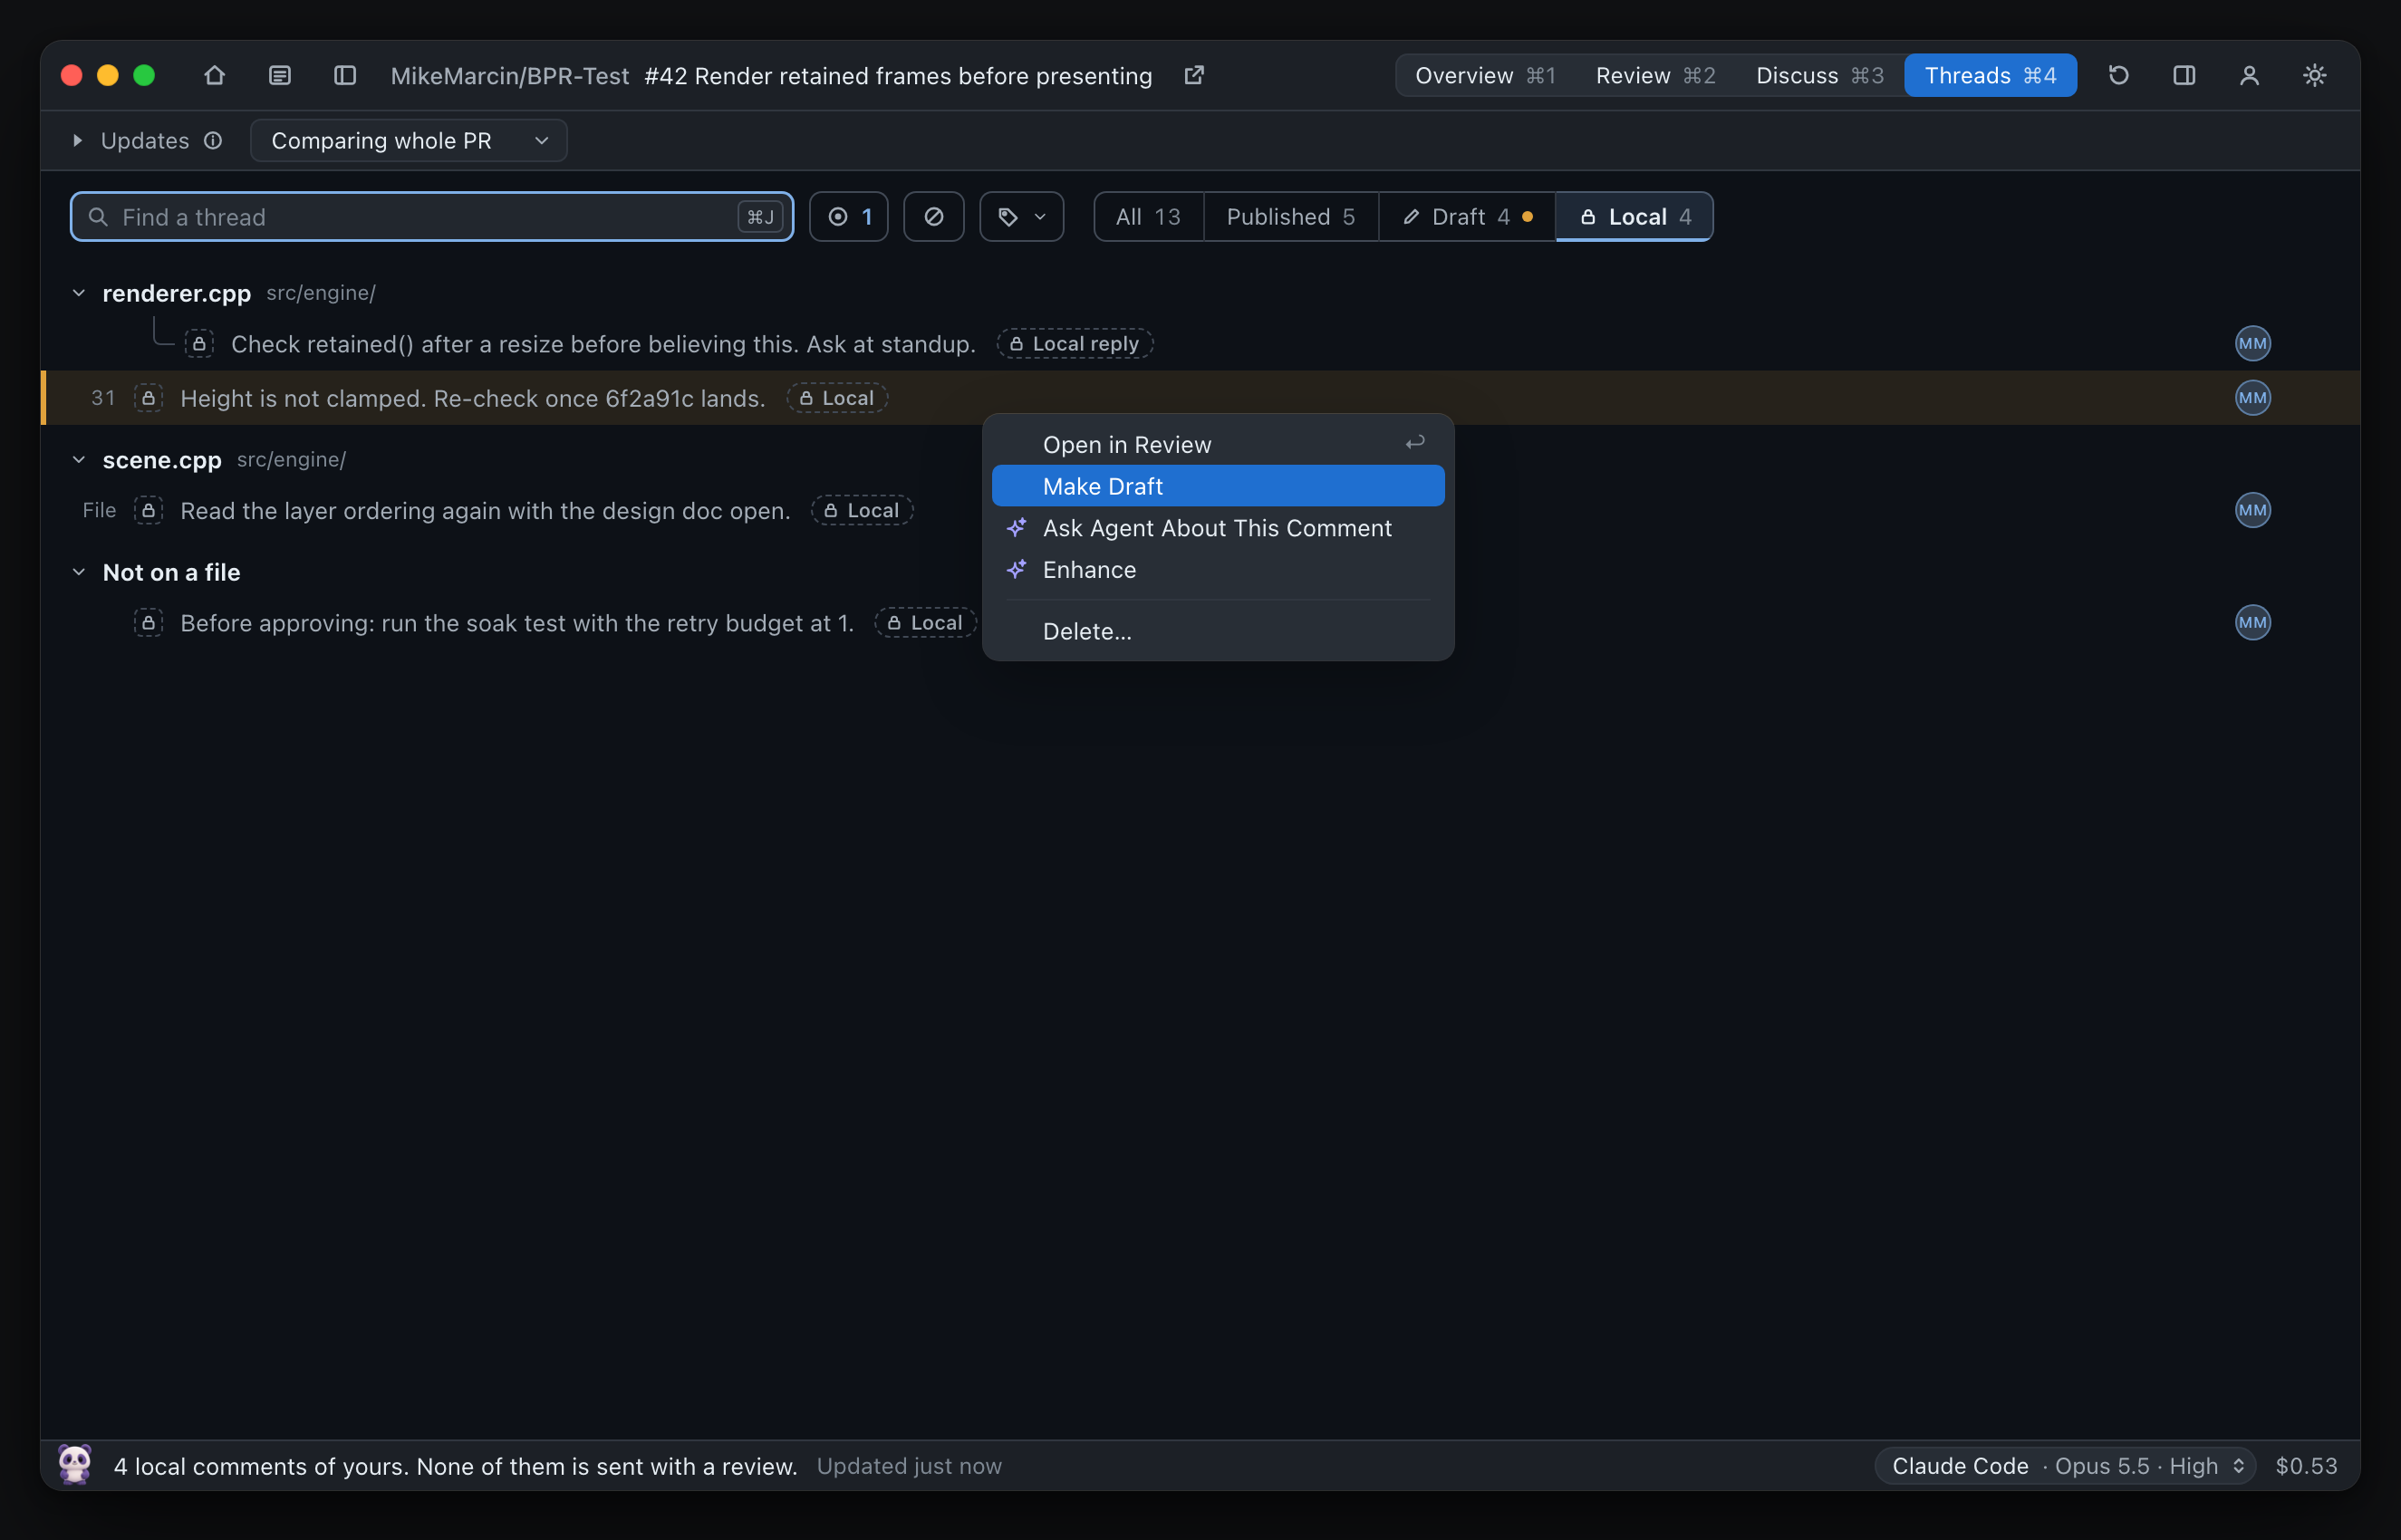 MikeMarcin/BPR-Test #42 Render retained frames before presenting
Overview ⌘1 Review ⌘2 Discuss ⌘3 Threads ⌘4
Updates Comparing whole PR
Find a thread ⌘J 1 All 13 Published 5 Draft 4 Local 4
renderer.cpp src/engine/
Check retained() after a resize before believing this. Ask at standup. Local reply MM
31 Height is not clamped. Re-check once 6f2a91c lands. Local MM
Open in Review
scene.cpp src/engine/
Make Draft
File Read the layer ordering again with the design doc open. Local MM
Ask Agent About This Comment
Not on a file
Enhance
Before approving: run the soak test with the retry budget at 1. Local MM
Delete...
4 local comments of yours. None of them is sent with a review. Updated just now
Claude Code · Opus 5.5 · High $0.53